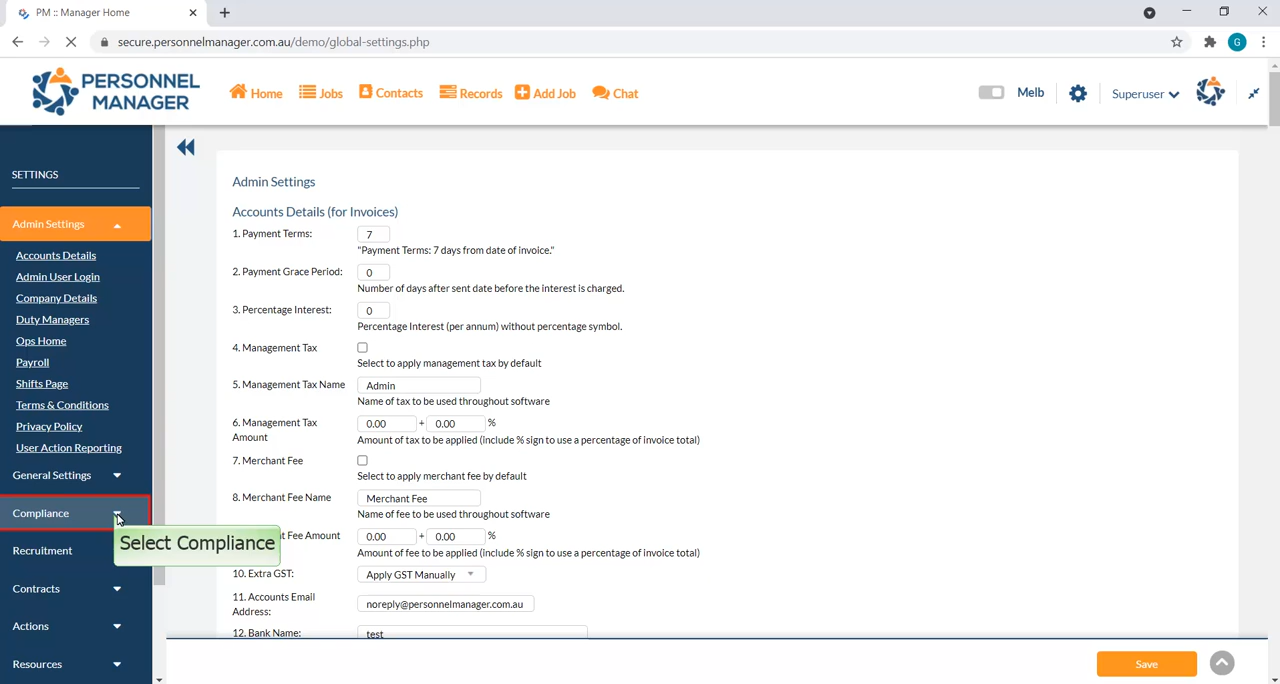 PM :: Manager Home
secure.personnelmanager.com.au/demo/global-settings.php
G
PERSONNEL
MANAGER
Home
Jobs
Contacts
Records
Add Job
Chat
Melb
Superuser
SETTINGS
Admin Settings
Accounts Details
Admin User Login
Company Details
Duty Managers
Ops Home
Payroll
Shifts Page
Terms & Conditions
Privacy Policy
User Action Reporting
General Settings
Compliance
Select Compliance
Recruitment
Contracts
Actions
Resources
Admin Settings
Accounts Details (for Invoices)
1. Payment Terms: 7
"Payment Terms: 7 days from date of invoice."
2. Payment Grace Period: 0
Number of days after sent date before the interest is charged.
3. Percentage Interest: 0
Percentage Interest (per annum) without percentage symbol.
4. Management Tax
Select to apply management tax by default
5. Management Tax Name Admin
Name of tax to be used throughout software
6. Management Tax
Amount 0.00 + 0.00 %
Amount of tax to be applied (include % sign to use a percentage of invoice total)
7. Merchant Fee
Select to apply merchant fee by default
8. Merchant Fee Name Merchant Fee
Name of fee to be used throughout software
Fee Amount 0.00 + 0.00 %
Amount of fee to be applied (include % sign to use a percentage of invoice total)
10. Extra GST: Apply GST Manually
11. Accounts Email
Address: noreply@personnelmanager.com.au
12. Bank Name: test
Save